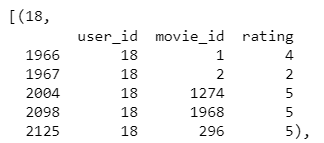 [(18,
user_id movie_id rating
1966 18 1 4
1967 18 2 2
2004 18 1274 5
2098 18 1968 5
2125 18 296 5),